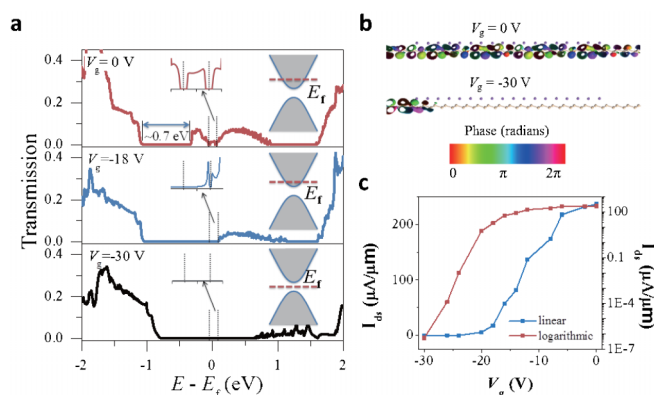 a
Transmission
V_g = 0 V
0.4
0.2
0.0
~0.7 eV
E_f
V_g=-18 V
0.4
0.2
0.0
E_f
V_g=-30 V
0.4
0.2
0.0
E_f
-2
-1
0
1
2
E - E_f (eV)
b
V_g = 0 V
V_g = -30 V
Phase (radians)
0
π
2π
c
I_ds (μA/μm)
200
100
0
linear
logarithmic
100
0.1
1E-4
1E-7
I_ds (μA/μm)
-30
-20
-10
0
V_g (V)